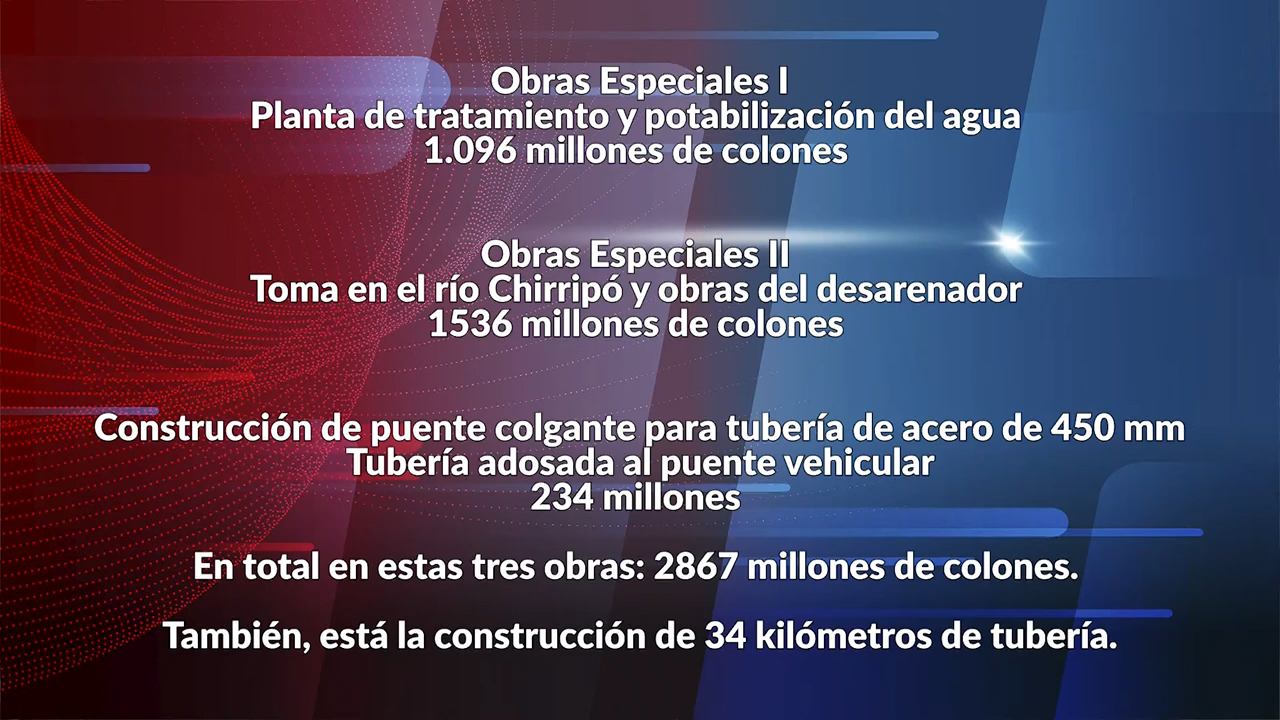 Obras Especiales I
Planta de tratamiento y potabilización del agua
1.096 millones de colones
Obras Especiales II
Toma en el río Chirripó y obras del desarenador
1536 millones de colones
Construcción de puente colgante para tubería de acero de 450 mm
Tubería adosada al puente vehicular
234 millones
En total en estas tres obras: 2867 millones de colones.
También, está la construcción de 34 kilómetros de tubería.